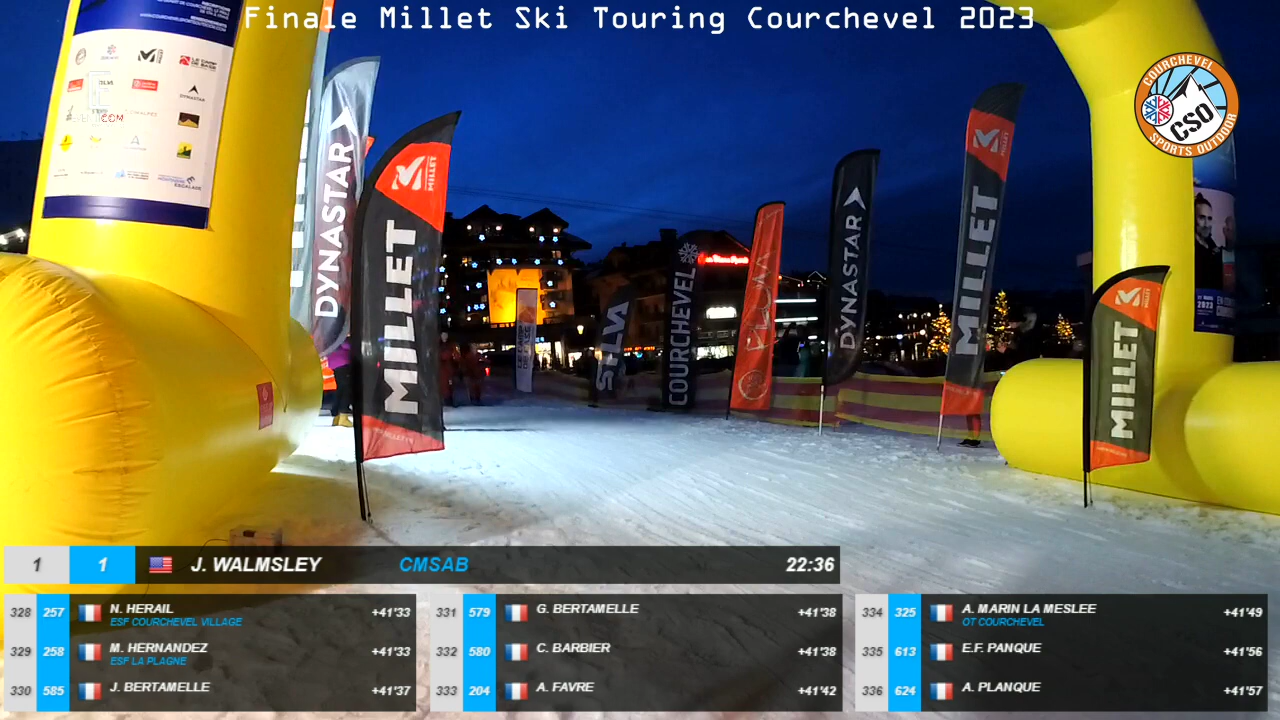 Finale Millet Ski Touring Courchevel 2023
COURCHEVEL
CSO
SPORTS OUTDOOR
DYNASTAR
MILLET
MILLET
DYNASTAR
COURCHEVEL
DYNASTAR
MILLET
MILLET
MILLET
2023
1 1 J. WALMSLEY CMSAB 22:36
328 257 N. HERAIL +41'33
ESF COURCHEVEL VILLAGE
329 258 M. HERNANDEZ +41'33
ESF LA PLAGNE
330 585 J. BERTAMELLE +41'37
331 579 G. BERTAMELLE +41'38
332 580 C. BARBIER +41'38
333 204 A. FAVRE +41'42
334 325 A. MARIN LA MESLEE +41'49
OT COURCHEVEL
335 613 E.F. PANQUE +41'56
336 624 A. PLANQUE +41'57